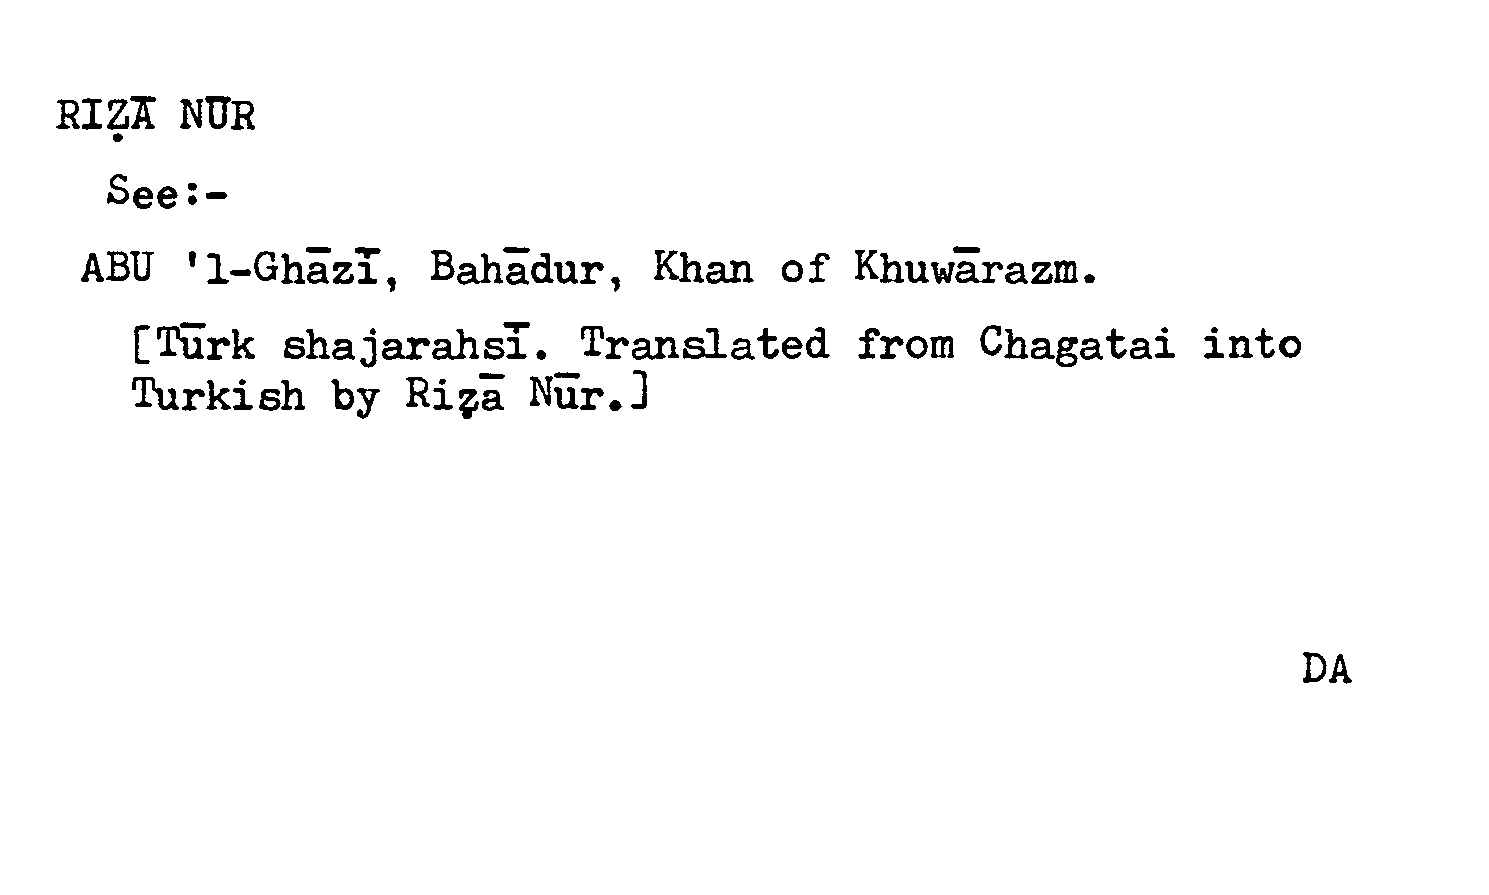 RIẒĀ NŪR
See:-
ABU 'l-Ghāzī, Bahādur, Khan of Khuwārazm.
[Tūrk shajarahsī. Translated from Chagatai into
Turkish by Riẓā Nūr.]
DA